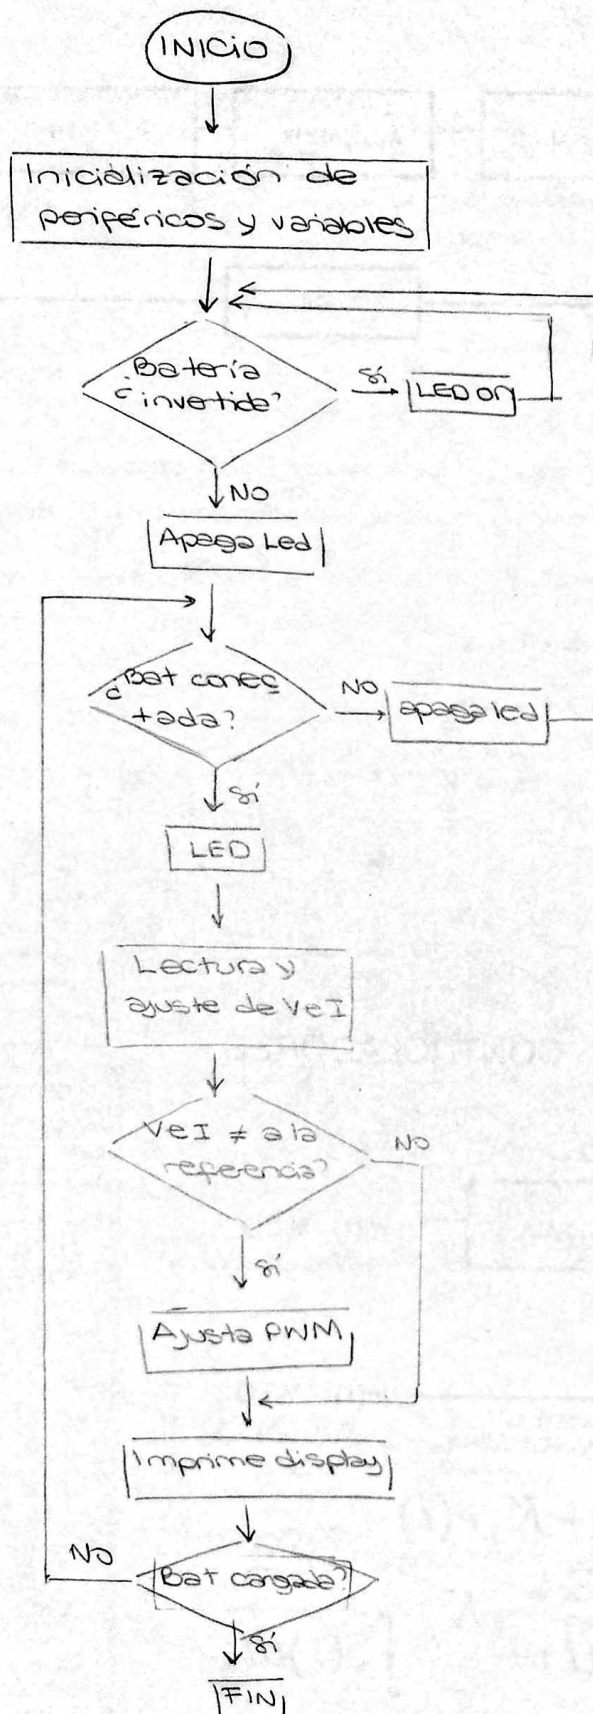 INICIO
Inicialización de
periféricos y variables
¿Batería
invertida?
Sí
LED on
NO
Apaga Led
¿Bat conec
tada?
NO
apaga led
Sí
LED
Lectura y
ajuste de V e I
V e I ≠ a la
referencia?
NO
Sí
Ajusta PWM
Imprime display
Bat cargada?
NO
Sí
FIN